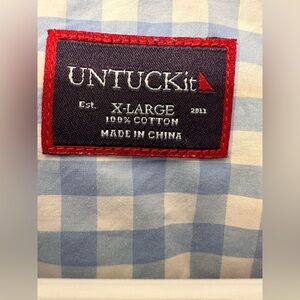 UNTUCKit
Est. X-LARGE 2011
100% COTTON
MADE IN CHINA